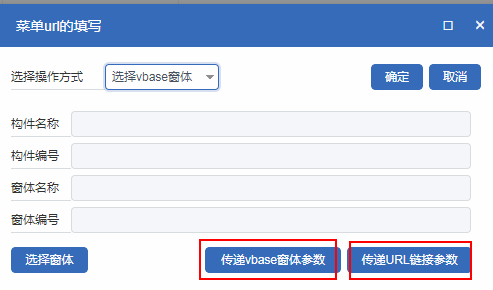 菜单url的填写
选择操作方式 选择vbase窗体 确定 取消
构件名称
构件编号
窗体名称
窗体编号
选择窗体 传递vbase窗体参数 传递URL链接参数